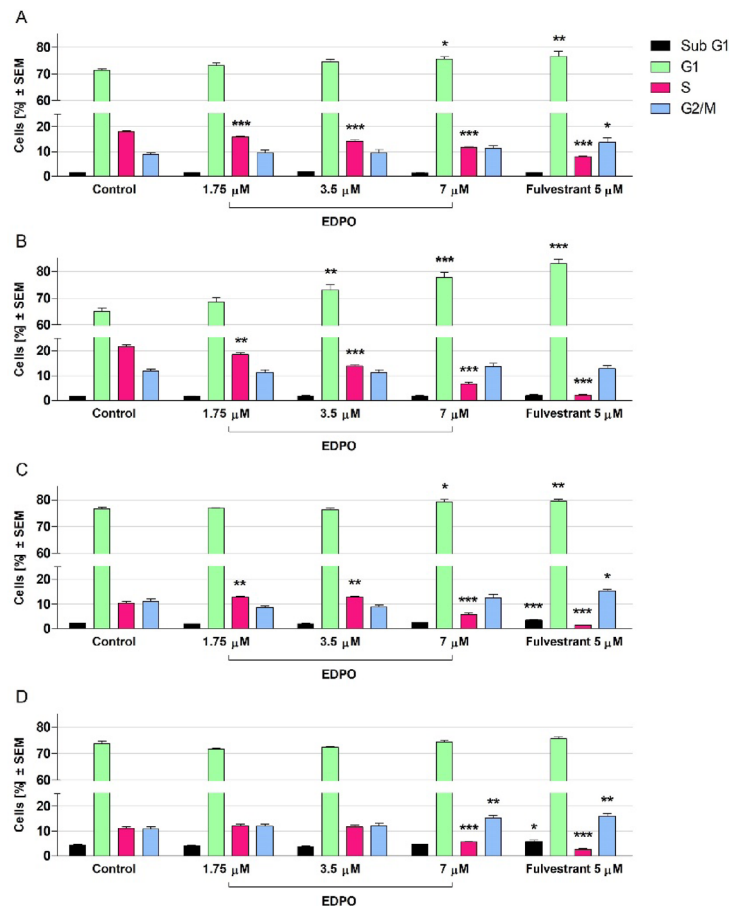 A
Sub G1
G1
S
G2/M
Cells [%] ± SEM
80
70
60
20
10
0
* **
*** *** *** *** *
Control 1.75 µM 3.5 µM 7 µM Fulvestrant 5 µM
EDPO
B
Cells [%] ± SEM
80
70
60
20
10
0
** *** ***
** *** *** ***
Control 1.75 µM 3.5 µM 7 µM Fulvestrant 5 µM
EDPO
C
Cells [%] ± SEM
80
70
60
20
10
0
* **
** ** *** *** *** *
Control 1.75 µM 3.5 µM 7 µM Fulvestrant 5 µM
EDPO
D
Cells [%] ± SEM
80
70
60
20
10
0
*** ** * *** **
Control 1.75 µM 3.5 µM 7 µM Fulvestrant 5 µM
EDPO